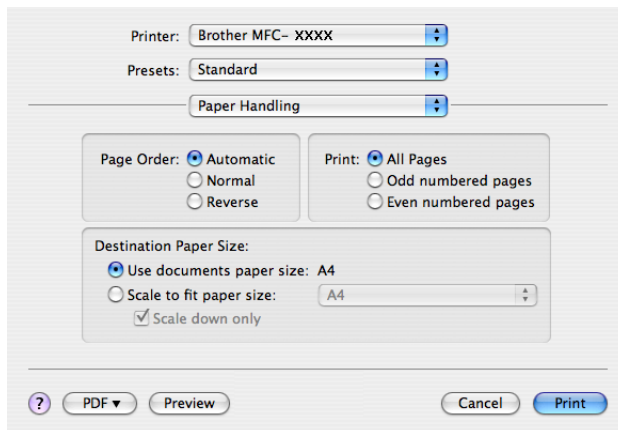 Printer: Brother MFC- XXXX
Presets: Standard
Paper Handling
Page Order: Automatic
Normal
Reverse
Print: All Pages
Odd numbered pages
Even numbered pages
Destination Paper Size:
Use documents paper size: A4
Scale to fit paper size: A4
Scale down only
? PDF ▼ Preview Cancel Print